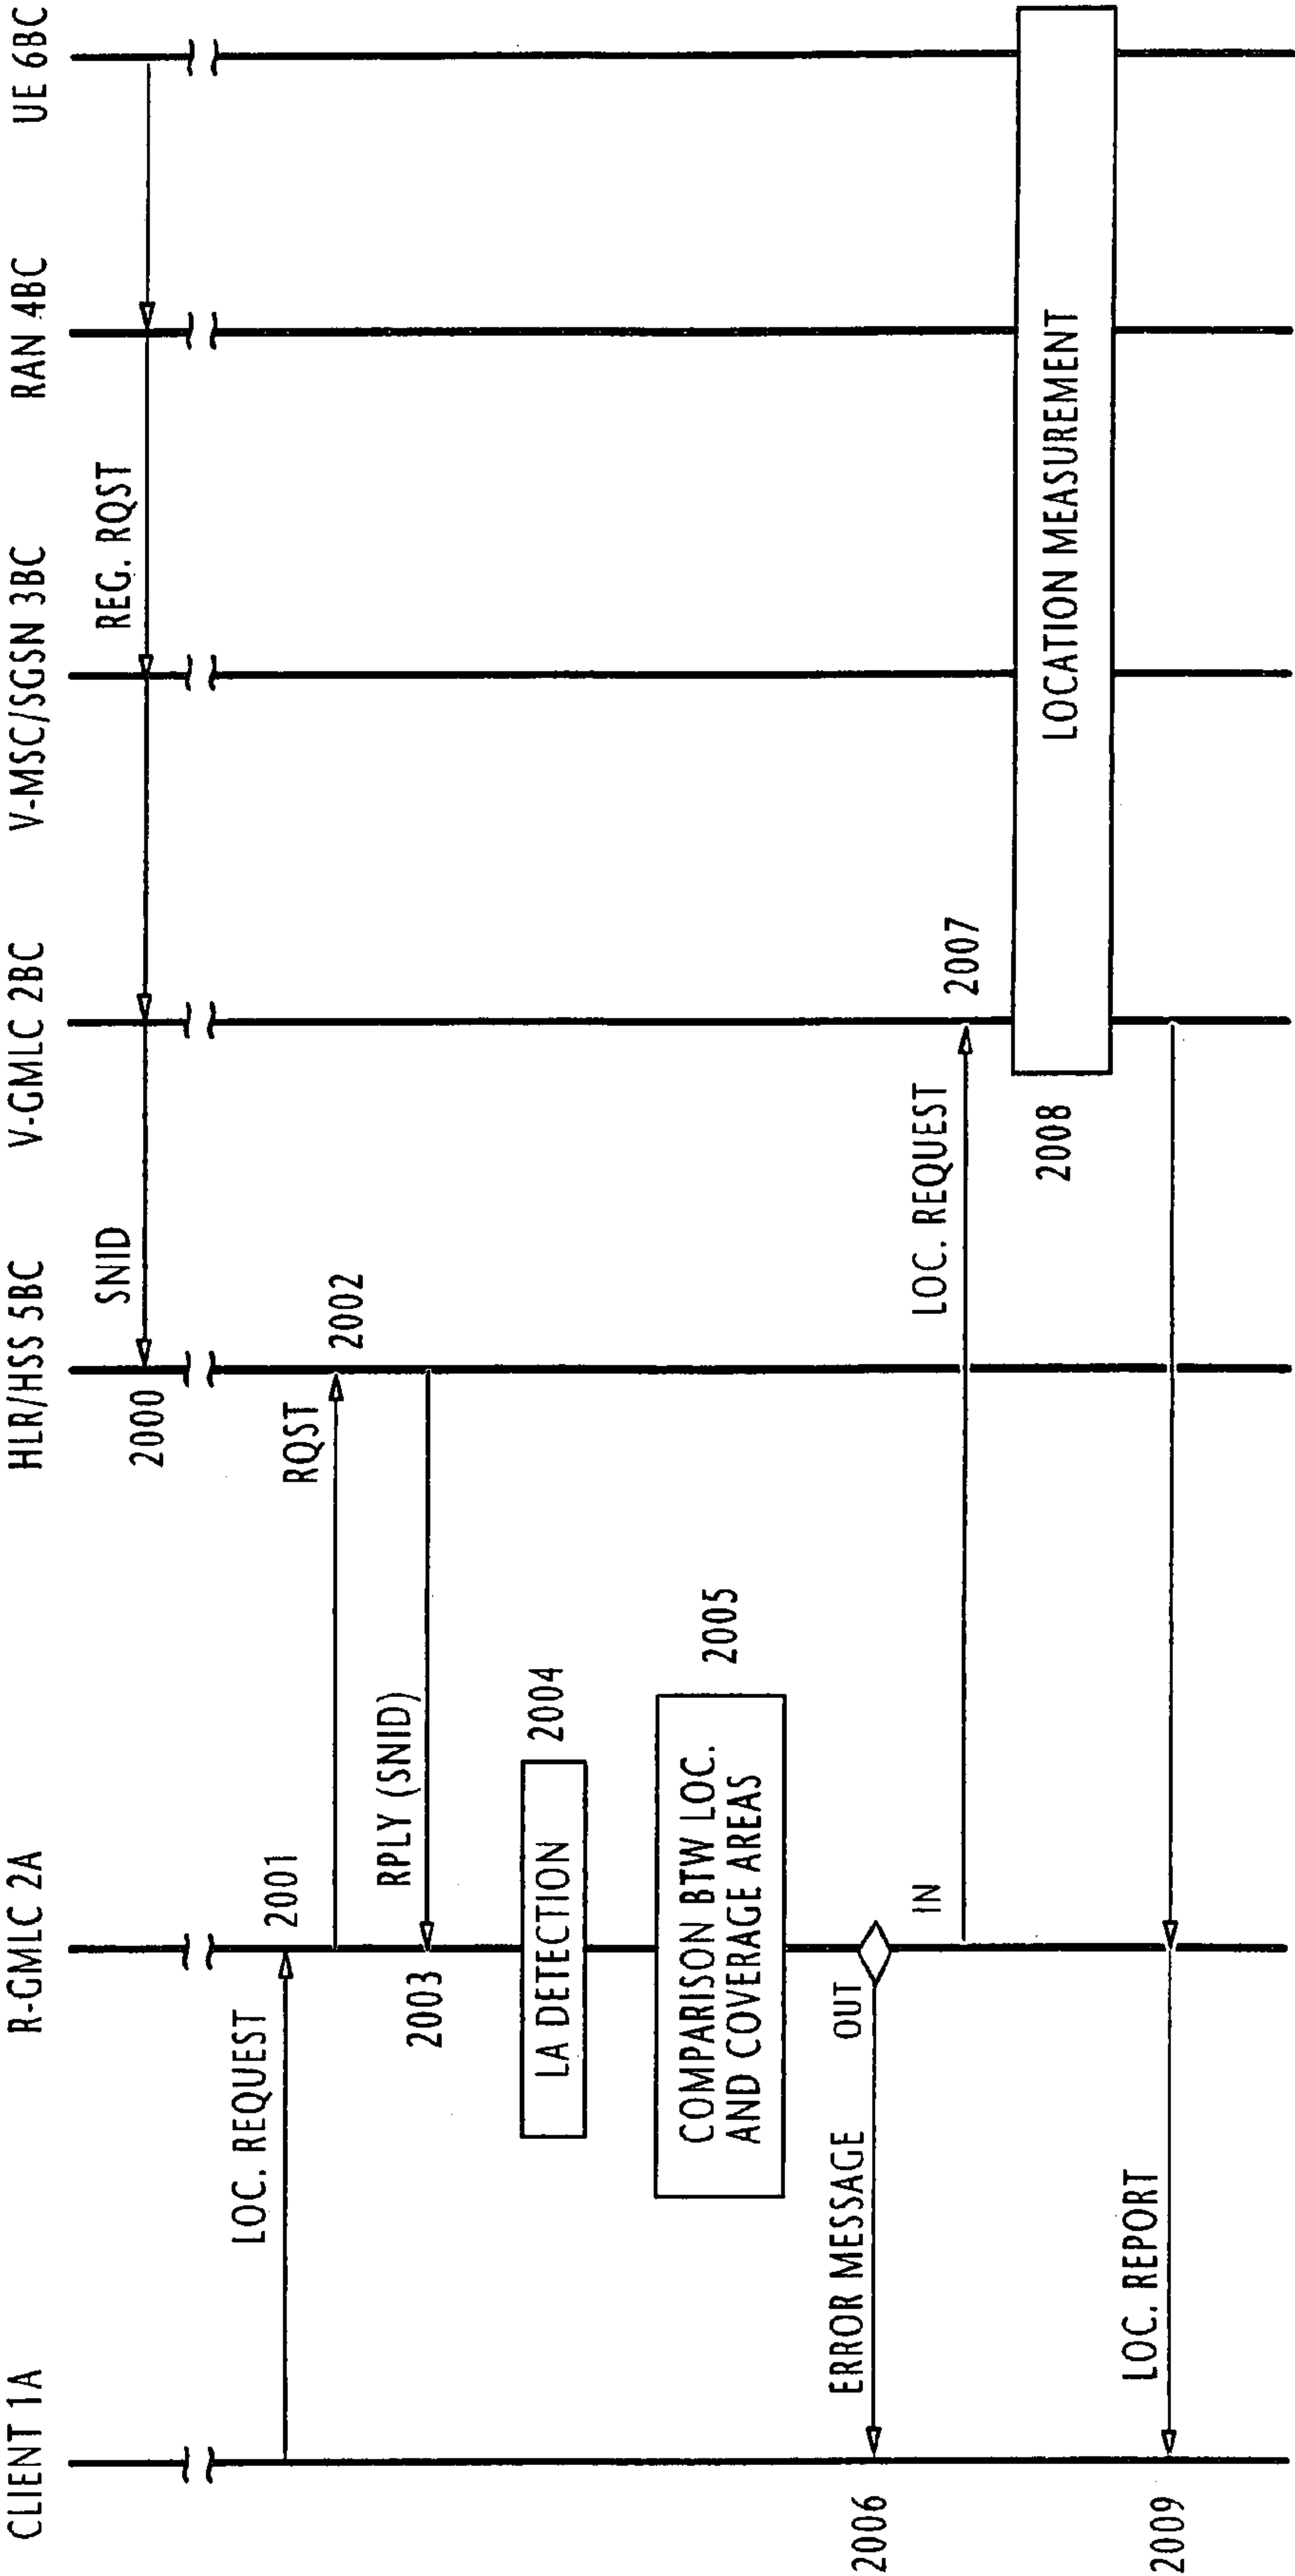 CLIENT 1A
R-GMLC 2A
HLR/HSS 5BC
V-GMLC 2BC
V-MSC/SGSN 3BC
RAN 4BC
UE 6BC
2000
SNID
REG. RQST
LOC. REQUEST
2001
RQST
2002
RPLY (SNID)
2003
LA DETECTION
2004
COMPARISON BTW LOC.
AND COVERAGE AREAS
2005
2006
ERROR MESSAGE
OUT
IN
LOC. REQUEST
2007
2008
LOCATION MEASUREMENT
2009
LOC. REPORT